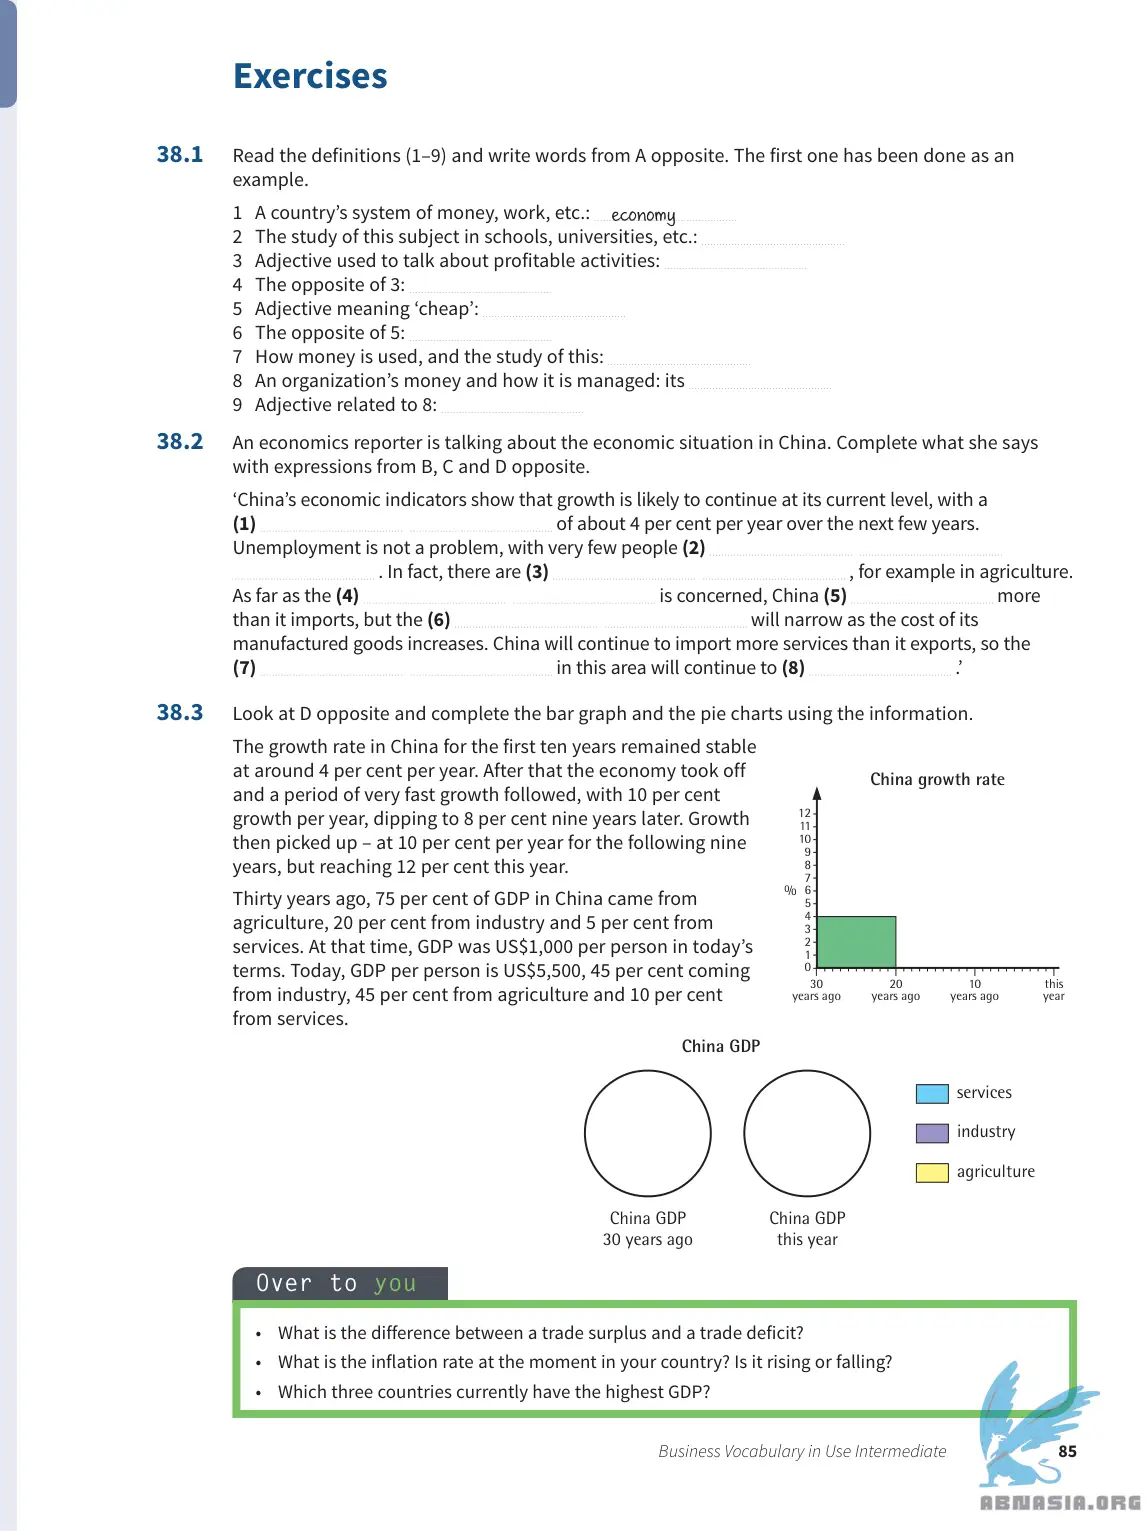 Exercises
38.1 Read the definitions (1–9) and write words from A opposite. The first one has been done as an
example.
1 A country’s system of money, work, etc.: economy
2 The study of this subject in schools, universities, etc.:
3 Adjective used to talk about profitable activities:
4 The opposite of 3:
5 Adjective meaning ‘cheap’:
6 The opposite of 5:
7 How money is used, and the study of this:
8 An organization’s money and how it is managed: its
9 Adjective related to 8:
38.2 An economics reporter is talking about the economic situation in China. Complete what she says
with expressions from B, C and D opposite.
‘China’s economic indicators show that growth is likely to continue at its current level, with a
(1) of about 4 per cent per year over the next few years.
Unemployment is not a problem, with very few people (2)
. In fact, there are (3) , for example in agriculture.
As far as the (4) is concerned, China (5) more
than it imports, but the (6) will narrow as the cost of its
manufactured goods increases. China will continue to import more services than it exports, so the
(7) in this area will continue to (8) .’
38.3 Look at D opposite and complete the bar graph and the pie charts using the information.
The growth rate in China for the first ten years remained stable
at around 4 per cent per year. After that the economy took off
and a period of very fast growth followed, with 10 per cent
growth per year, dipping to 8 per cent nine years later. Growth
then picked up – at 10 per cent per year for the following nine
years, but reaching 12 per cent this year.
Thirty years ago, 75 per cent of GDP in China came from
agriculture, 20 per cent from industry and 5 per cent from
services. At that time, GDP was US$1,000 per person in today’s
terms. Today, GDP per person is US$5,500, 45 per cent coming
from industry, 45 per cent from agriculture and 10 per cent
from services.
China growth rate
12
11
10
9
8
7
% 6
5
4
3
2
1
0
30 20 10 this
years ago years ago years ago year
China GDP
services
industry
agriculture
China GDP China GDP
30 years ago this year
Over to you
• What is the difference between a trade surplus and a trade deficit?
• What is the inflation rate at the moment in your country? Is it rising or falling?
• Which three countries currently have the highest GDP?
Business Vocabulary in Use Intermediate 85
ABNASIA.ORG